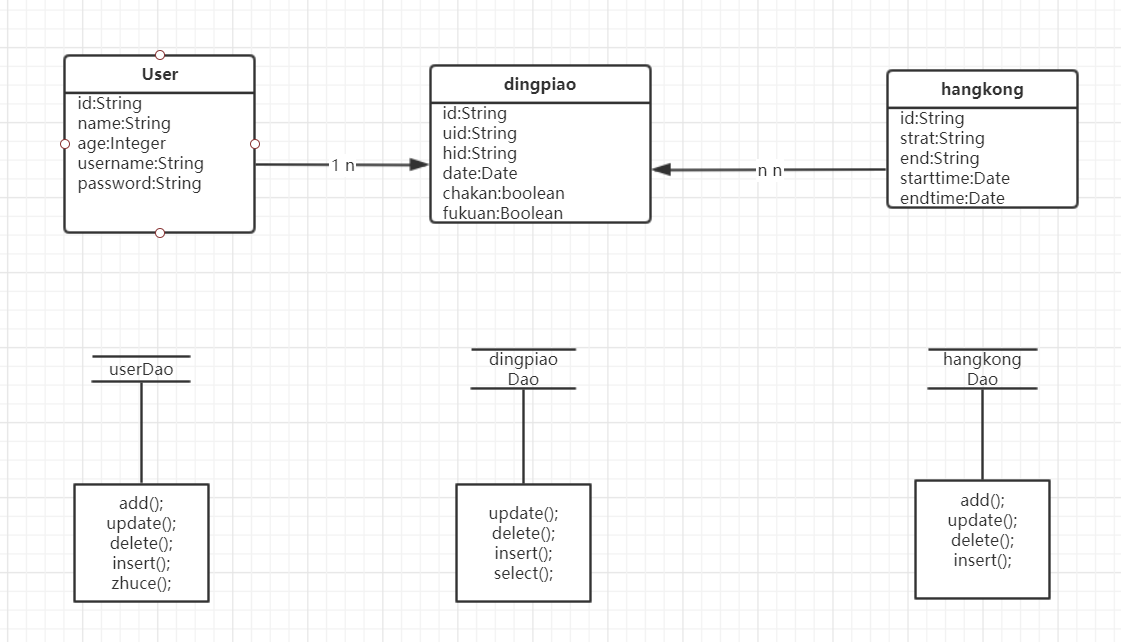 User
id:String
name:String
age:Integer
username:String
password:String
1 n
dingpiao
id:String
uid:String
hid:String
date:Date
chakan:boolean
fukuan:Boolean
n n
hangkong
id:String
strat:String
end:String
starttime:Date
endtime:Date
userDao
add();
update();
delete();
insert();
zhuce();
dingpiao
Dao
update();
delete();
insert();
select();
hangkong
Dao
add();
update();
delete();
insert();